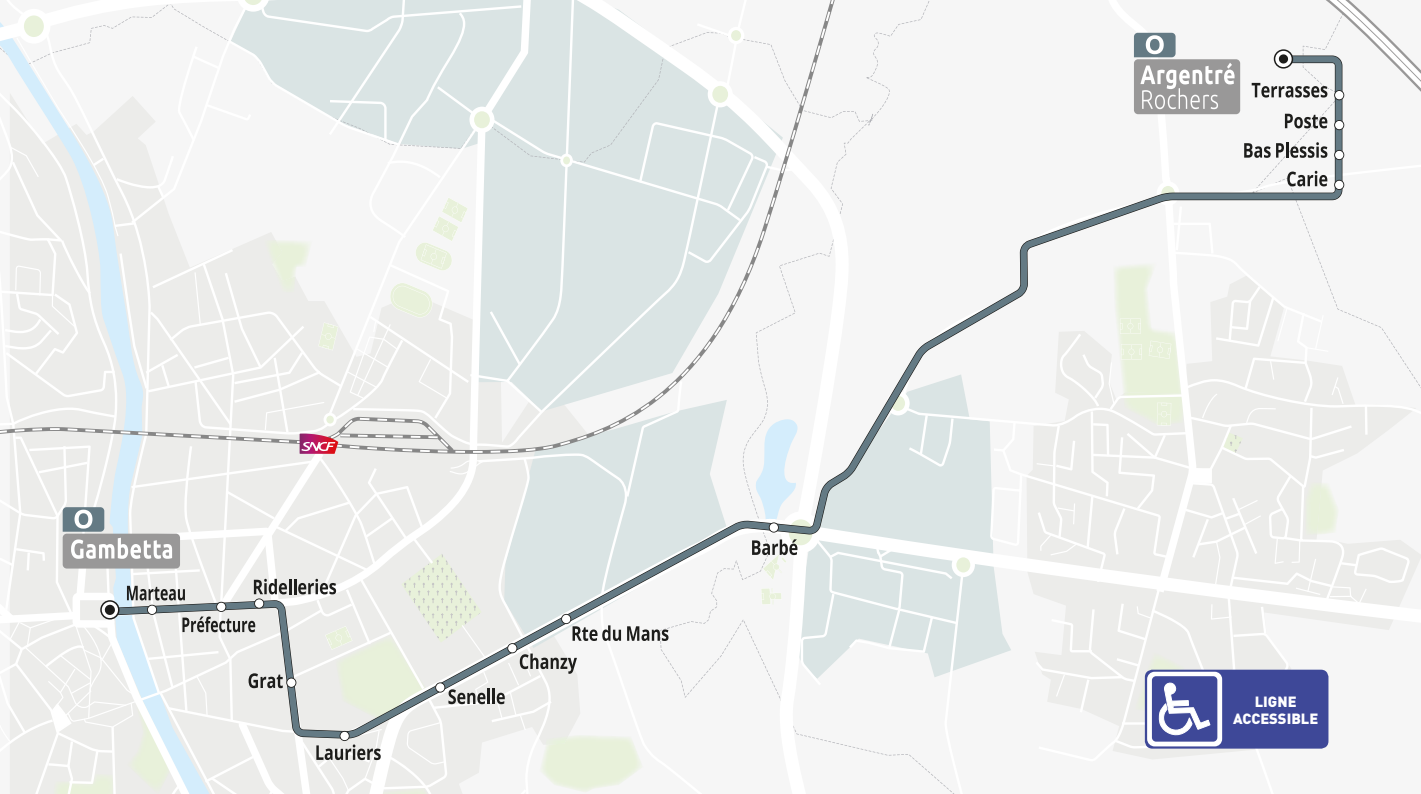 O
Argentré
Rochers
Terrasses
Poste
Bas Plessis
Carie
SNCF
O
Gambetta
Barbé
Marteau
Ridelleries
Préfecture
Rte du Mans
Chanzy
Grat
Senelle
Lauriers
LIGNE
ACCESSIBLE